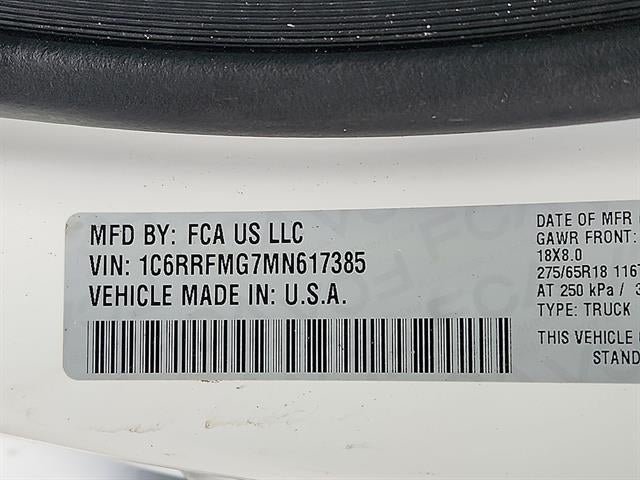 MFD BY: FCA US LLC
VIN: 1C6RRFMG7MN617385
VEHICLE MADE IN: U.S.A.
DATE OF MFR
GAWR FRONT:
18X8.0
275/65R18 116T
AT 250 kPa /
TYPE: TRUCK
THIS VEHICLE
STAND